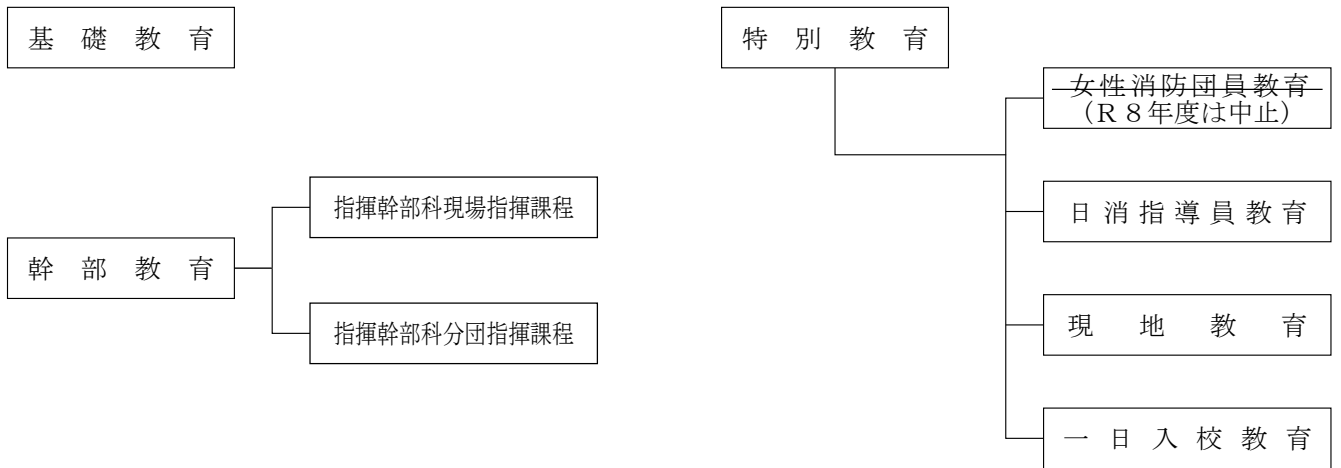 基礎教育
幹部教育
指揮幹部科現場指揮課程
指揮幹部科分団指揮課程
特別教育
女性消防団員教育
（R８年度は中止）
日消指導員教育
現地教育
一日入校教育